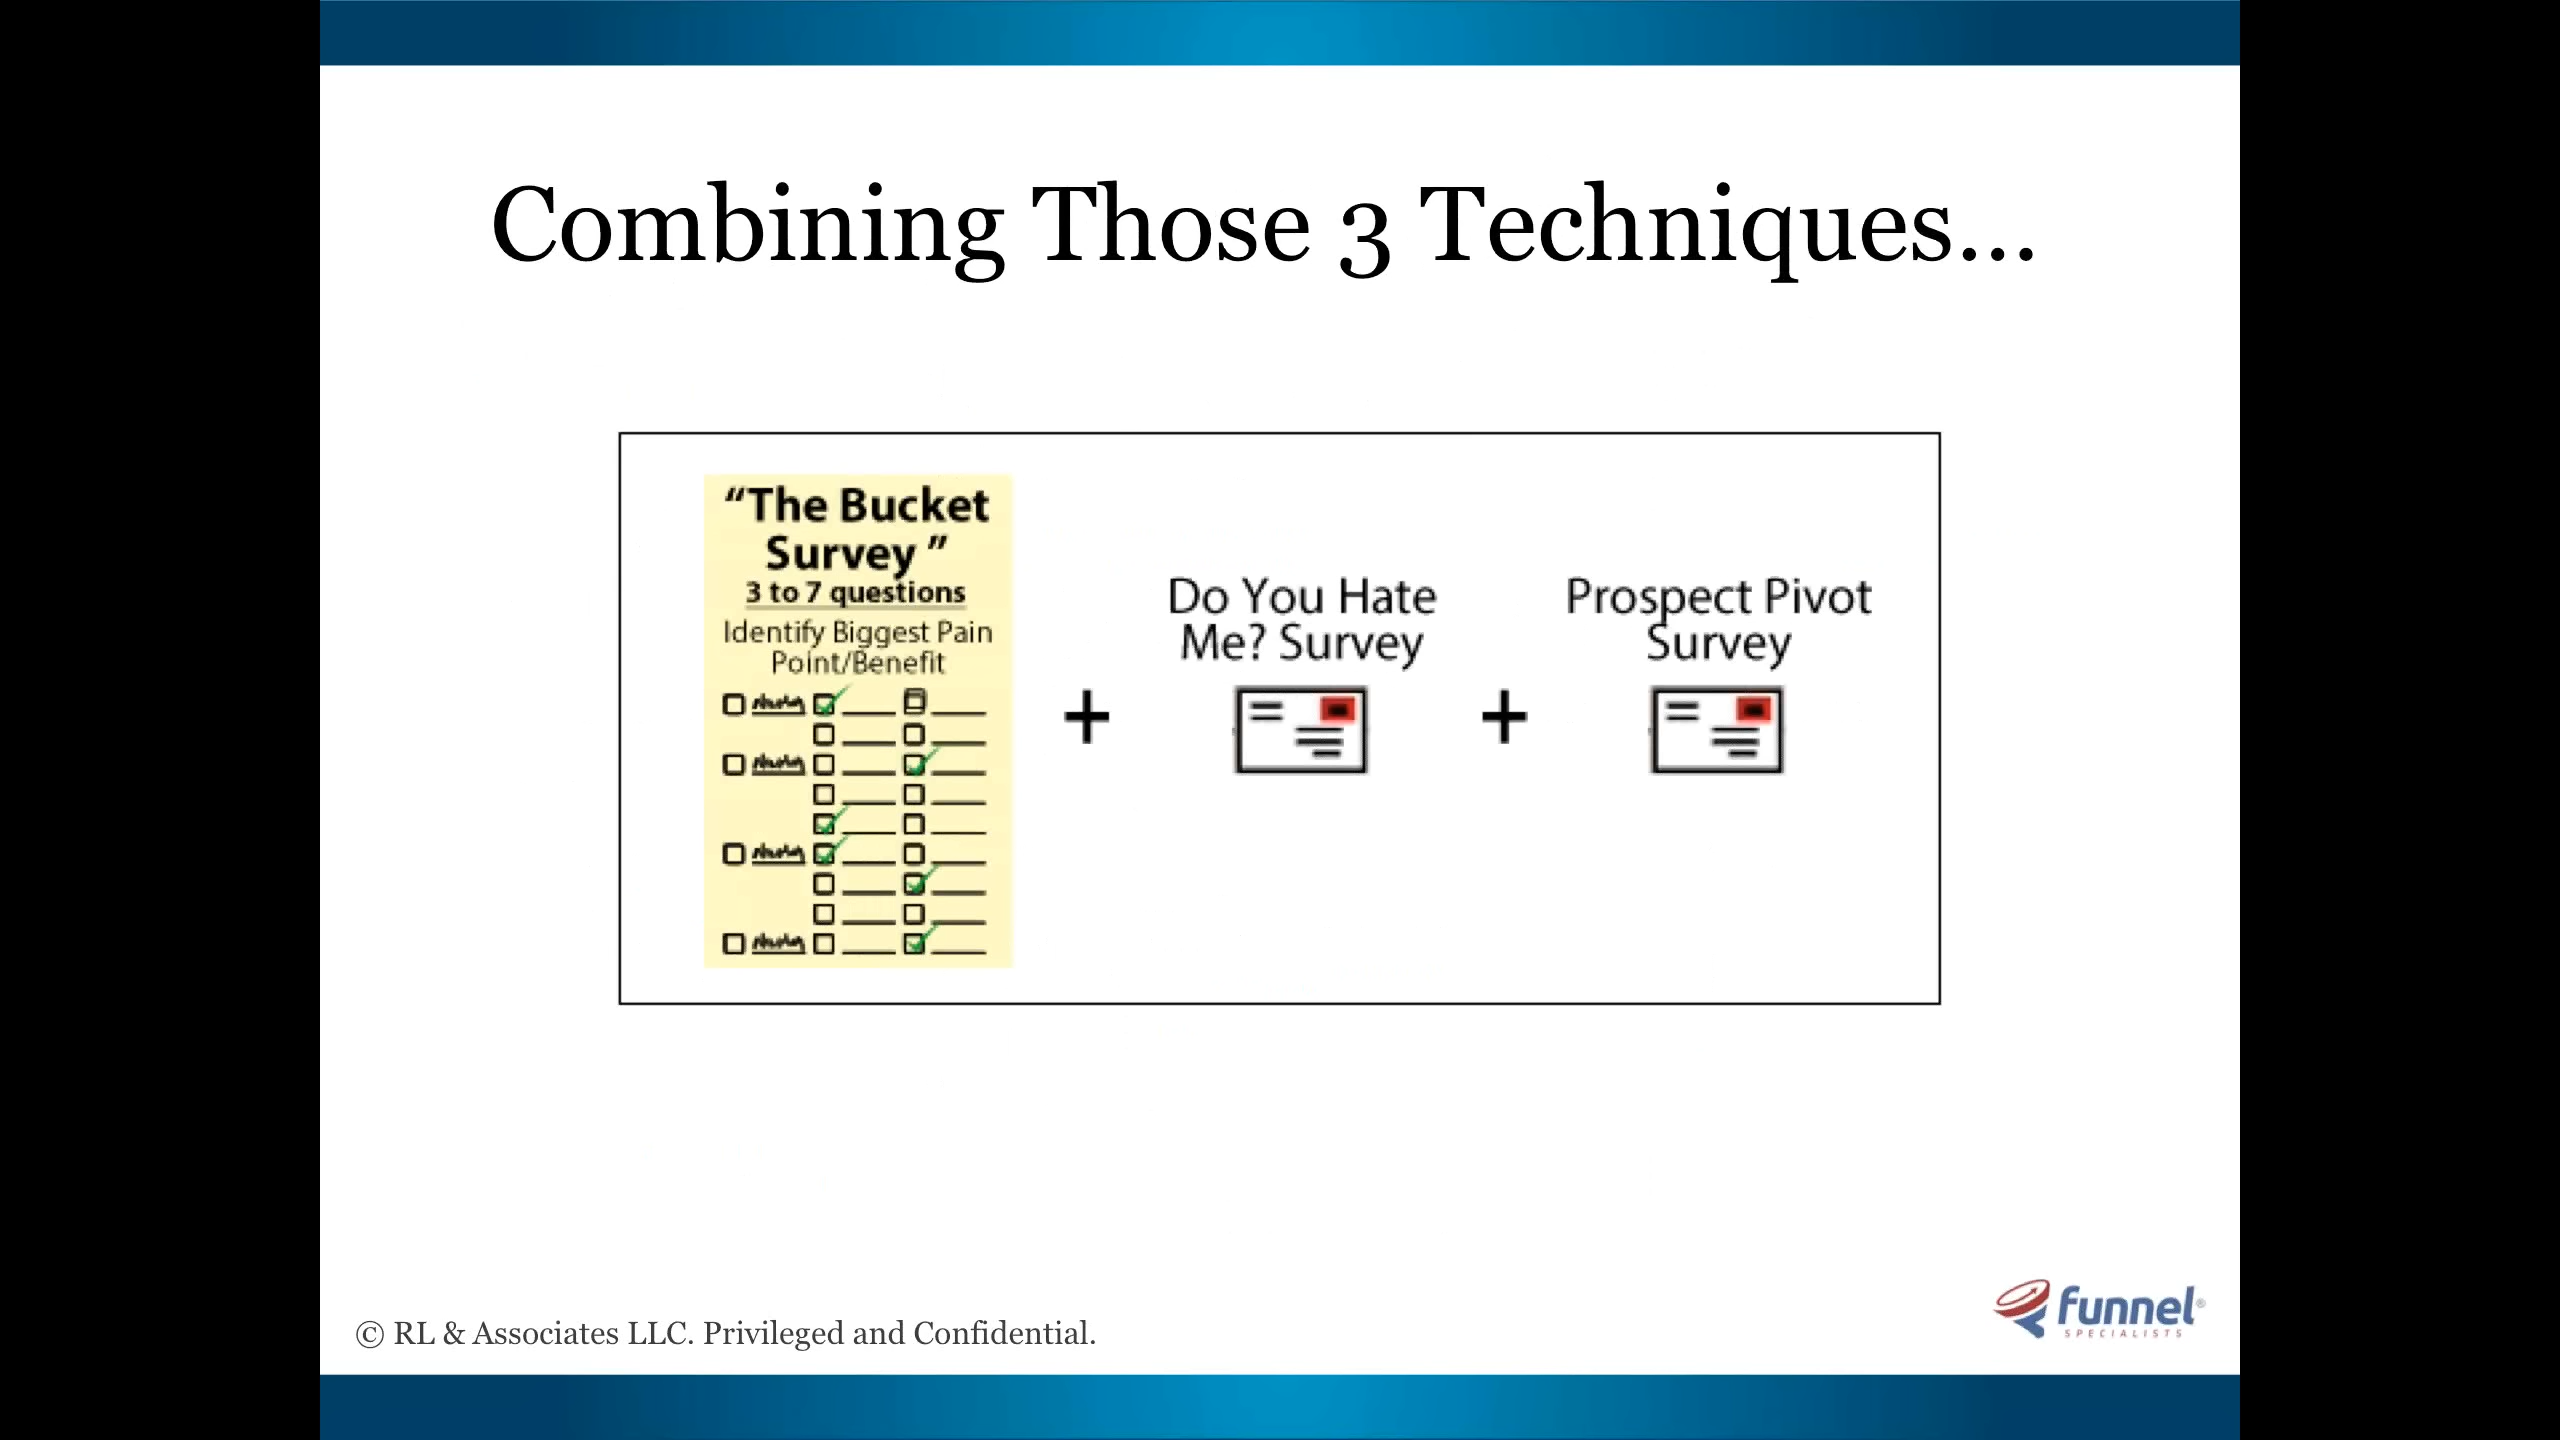 Combining Those 3 Techniques...
“The Bucket
Survey ”
3 to 7 questions
Identify Biggest Pain
Point/Benefit
+
Do You Hate
Me? Survey
+
Prospect Pivot
Survey
© RL & Associates LLC. Privileged and Confidential.
funnel®
SPECIALISTS